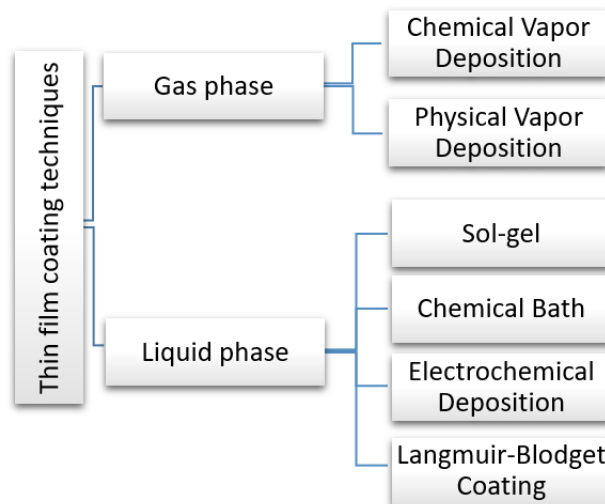 Thin film coating techniques
Gas phase
Chemical Vapor
Deposition
Physical Vapor
Deposition
Liquid phase
Sol-gel
Chemical Bath
Electrochemical
Deposition
Langmuir-Blodget
Coating